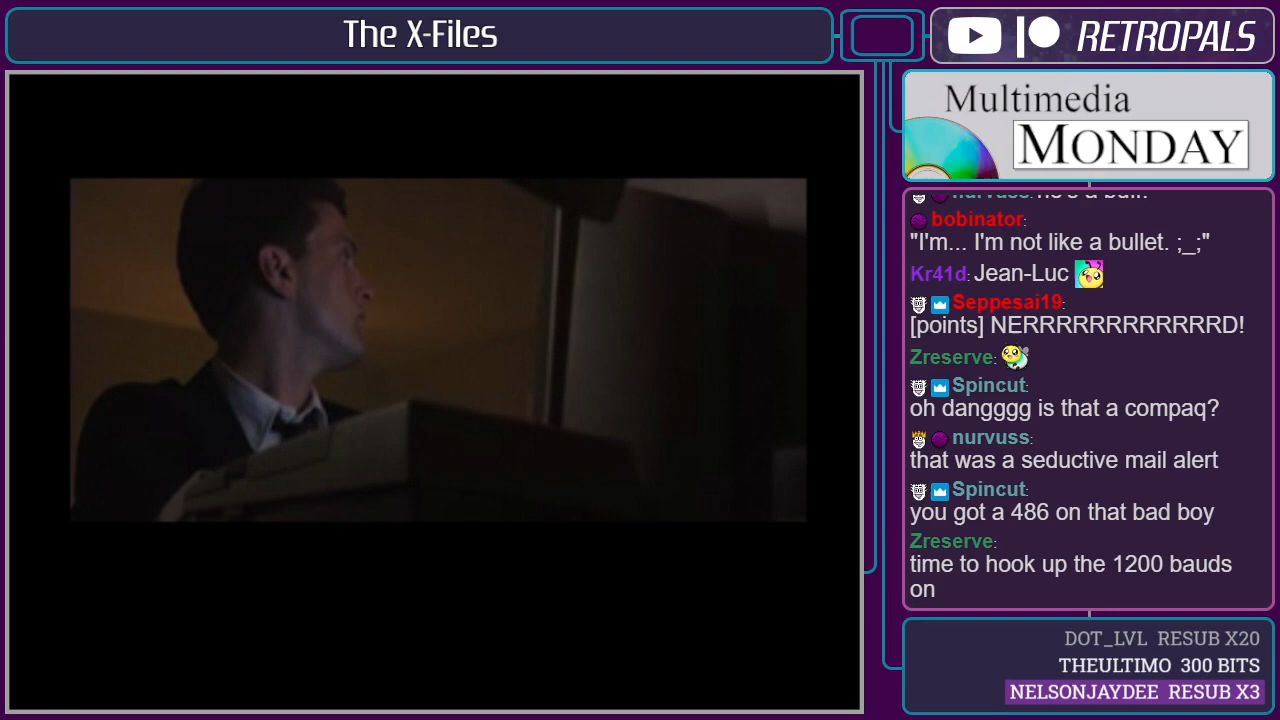 The X-Files
RETROPALS
Multimedia
MONDAY
bobinator:
"I'm... I'm not like a bullet. ;_;"
Kr41d: Jean-Luc
Seppesai19:
[points] NERRRRRRRRRRRRD!
Zreserve:
Spincut:
oh dangggg is that a compaq?
nurvuss:
that was a seductive mail alert
Spincut:
you got a 486 on that bad boy
Zreserve:
time to hook up the 1200 bauds
on
DOT_LVL RESUB X20
THEULTIMO 300 BITS
NELSONJAYDEE RESUB X3